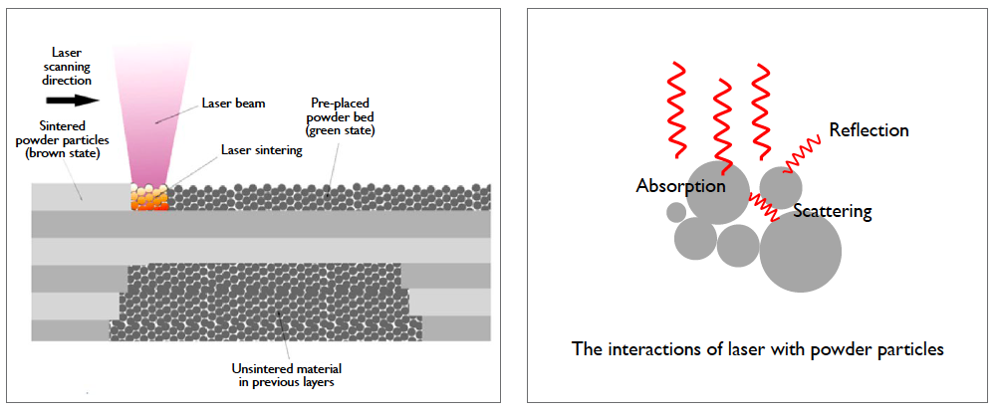 Laser
scanning
direction
Sintered
powder particles
(brown state)
Laser beam
Laser sintering
Pre-placed
powder bed
(green state)
Unsintered material
in previous layers
Reflection
Absorption
Scattering
The interactions of laser with powder particles